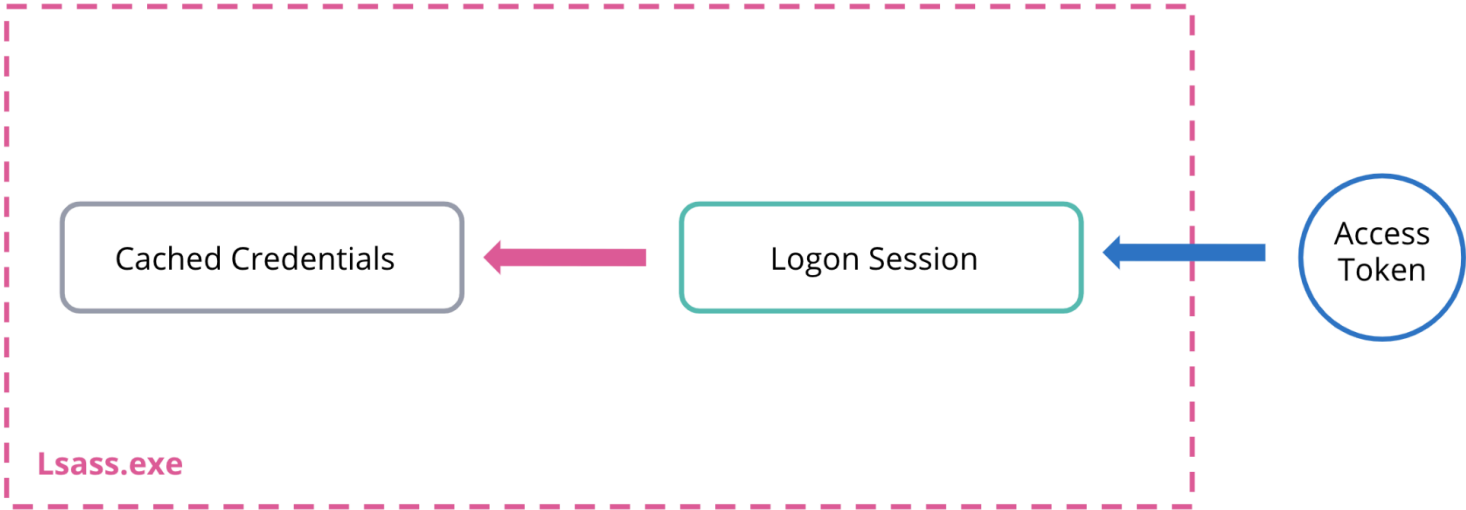 Cached Credentials
Logon Session
Access
Token
Lsass.exe